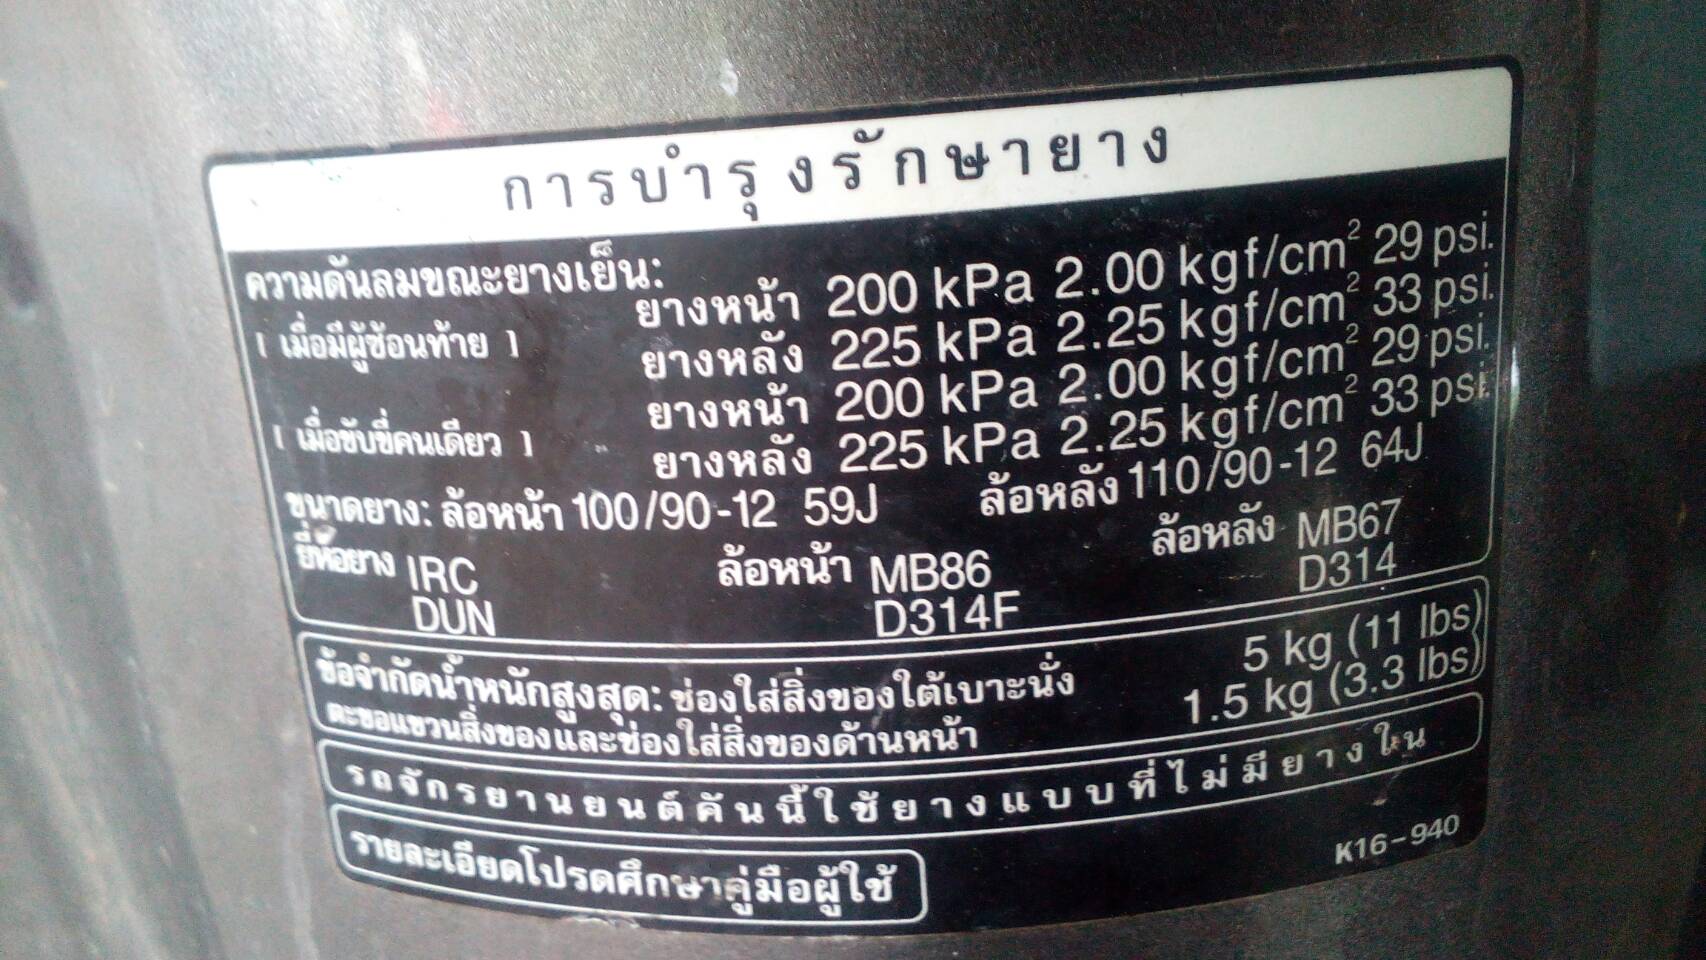 การบำรุงรักษายาง
ความดันลมขณะยางเย็น:
ยางหน้า 200 kPa 2.00 kgf/cm² 29 psi.
( เมื่อมีผู้ซ้อนท้าย )
ยางหลัง 225 kPa 2.25 kgf/cm² 33 psi.
ยางหน้า 200 kPa 2.00 kgf/cm² 29 psi.
( เมื่อขับขี่คนเดียว )
ยางหลัง 225 kPa 2.25 kgf/cm² 33 psi.
ขนาดยาง: ล้อหน้า 100/90-12 59J ล้อหลัง 110/90-12 64J
ยี่ห้อยาง IRC ล้อหน้า MB86 ล้อหลัง MB67
DUN D314F D314
ข้อจำกัดน้ำหนักสูงสุด: ช่องใส่สิ่งของใต้เบาะนั่ง 5 kg (11 lbs)
ตะขอแขวนสิ่งของและช่องใส่สิ่งของด้านหน้า 1.5 kg (3.3 lbs)
รถจักรยานยนต์คันนี้ใช้ยางแบบที่ไม่มียางใน
รายละเอียดโปรดศึกษาคู่มือผู้ใช้
K16-940